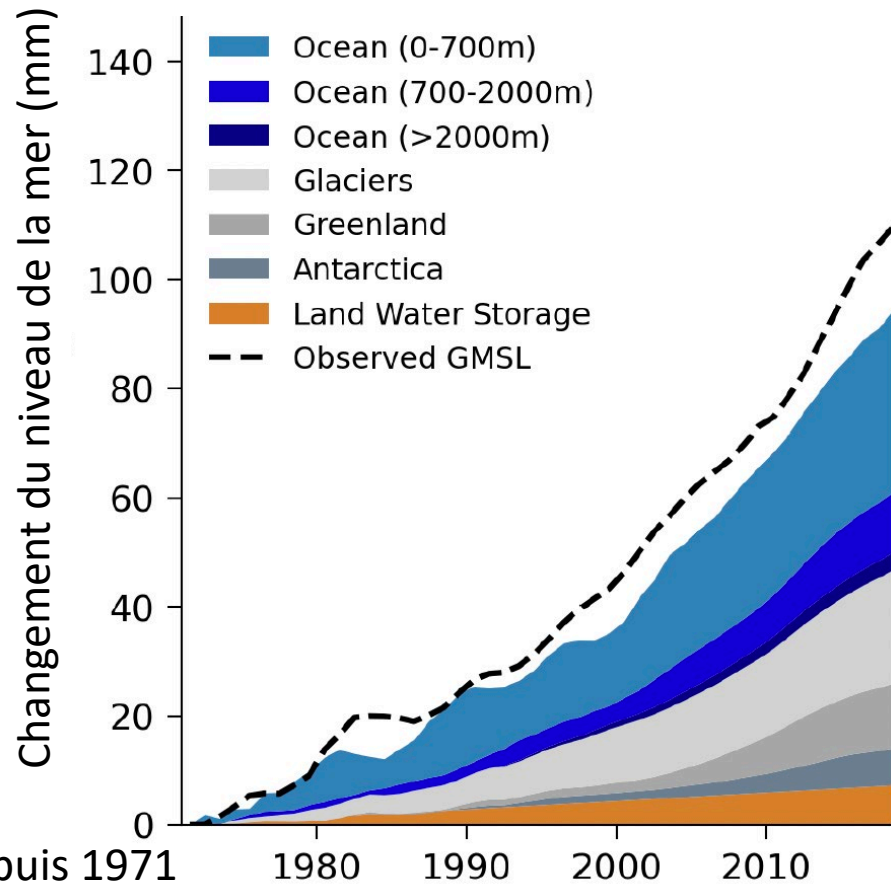 Changement du niveau de la mer (mm)
140
120
100
80
60
40
20
0
Ocean (0-700m)
Ocean (700-2000m)
Ocean (>2000m)
Glaciers
Greenland
Antarctica
Land Water Storage
Observed GMSL
puis 1971
1980
1990
2000
2010